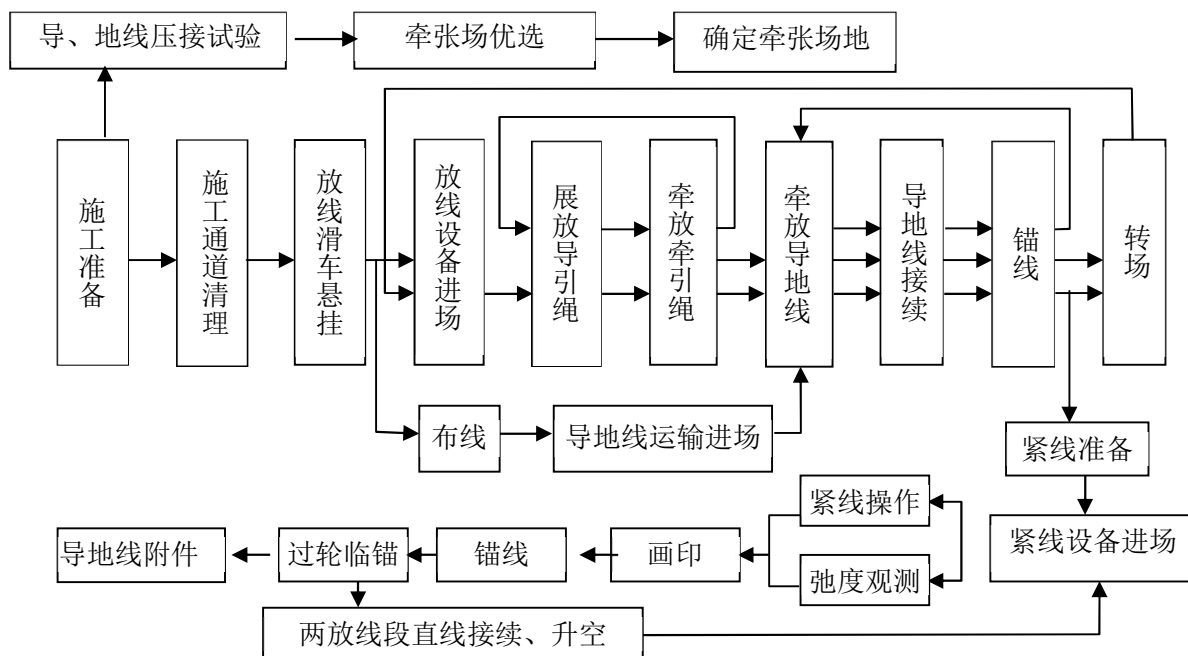 导、地线压接试验
牵张场优选
确定牵张场地
施工准备
施工通道清理
放线滑车悬挂
放线设备进场
展放导引绳
牵放牵引绳
牵放导地线
导地线接续
锚线
转场
布线
导地线运输进场
紧线准备
紧线操作
紧线设备进场
导地线附件
过轮临锚
锚线
画印
弛度观测
两放线段直线接续、升空